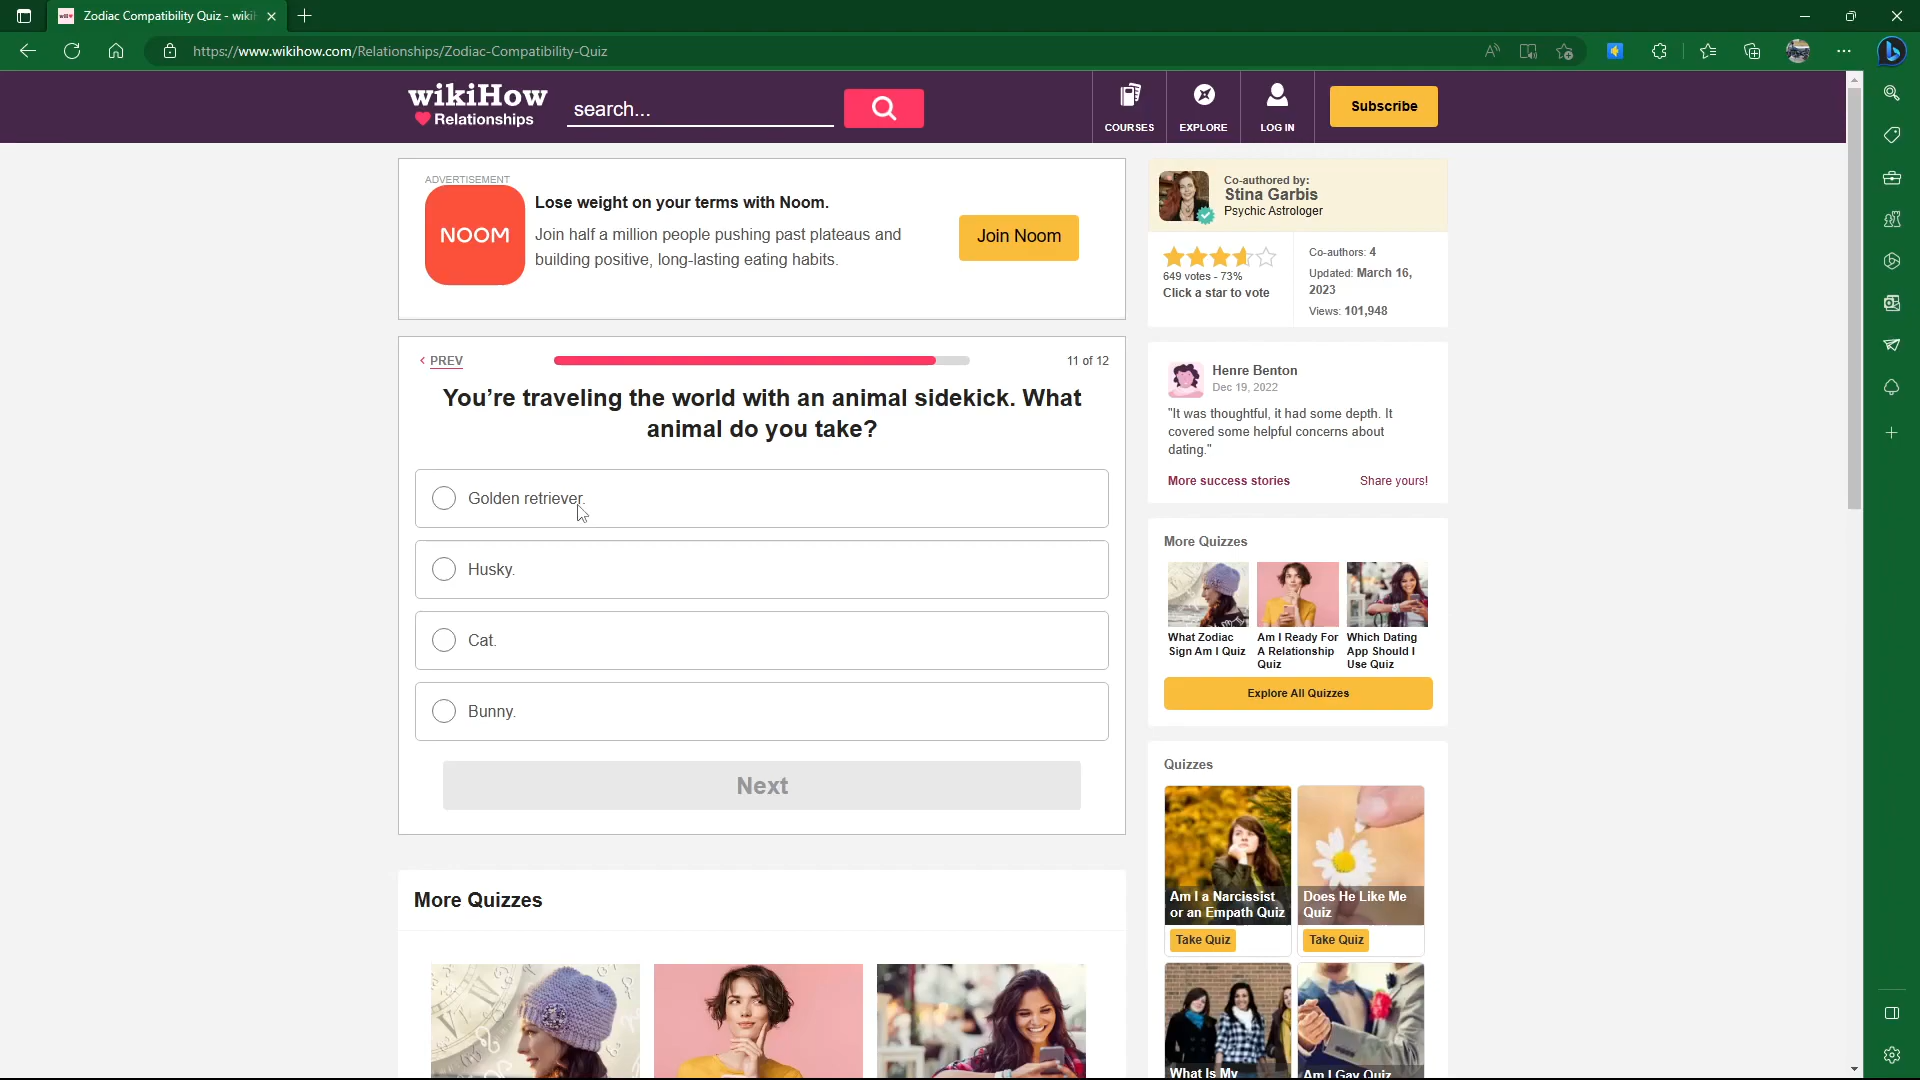 Zodiac Compatibility Quiz - wikiH
https://www.wikihow.com/Relationships/Zodiac-Compatibility-Quiz
wikiHow
Relationships
search...
COURSES
EXPLORE
LOG IN
Subscribe
ADVERTISEMENT
NOOM
Lose weight on your terms with Noom.
Join half a million people pushing past plateaus and
building positive, long-lasting eating habits.
Join Noom
PREV
11 of 12
You’re traveling the world with an animal sidekick. What
animal do you take?
Golden retriever.
Husky.
Cat.
Bunny.
Next
More Quizzes
Co-authored by:
Stina Garbis
Psychic Astrologer
649 votes - 73%
Click a star to vote
Co-authors: 4
Updated: March 16,
2023
Views: 101,948
Henre Benton
Dec 19, 2022
"It was thoughtful, it had some depth. It
covered some helpful concerns about
dating."
More success stories
Share yours!
More Quizzes
What Zodiac
Sign Am I Quiz
Am I Ready For
A Relationship
Quiz
Which Dating
App Should I
Use Quiz
Explore All Quizzes
Quizzes
Am I a Narcissist
or an Empath Quiz
Take Quiz
Does He Like Me
Quiz
Take Quiz
What Is My
Am I Gay Quiz